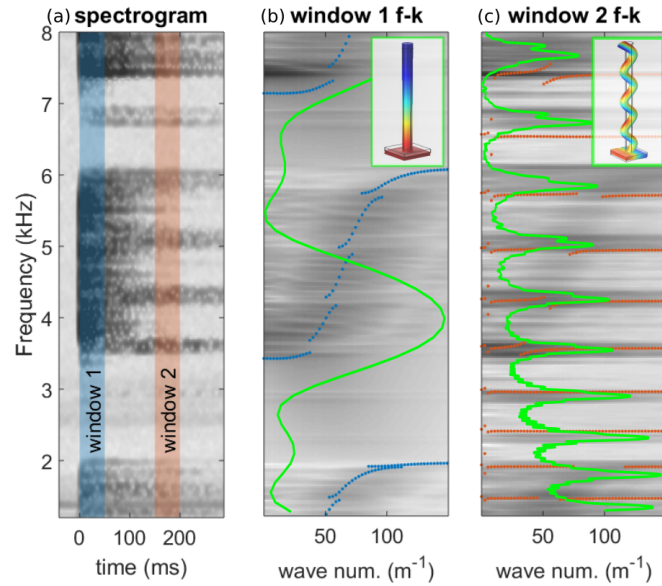 (a) spectrogram
(b) window 1 f-k
(c) window 2 f-k
Frequency (kHz)
8
7
6
5
4
3
2
window 1
window 2
0 100 200
time (ms)
50 100
wave num. (m⁻¹)
50 100
wave num. (m⁻¹)